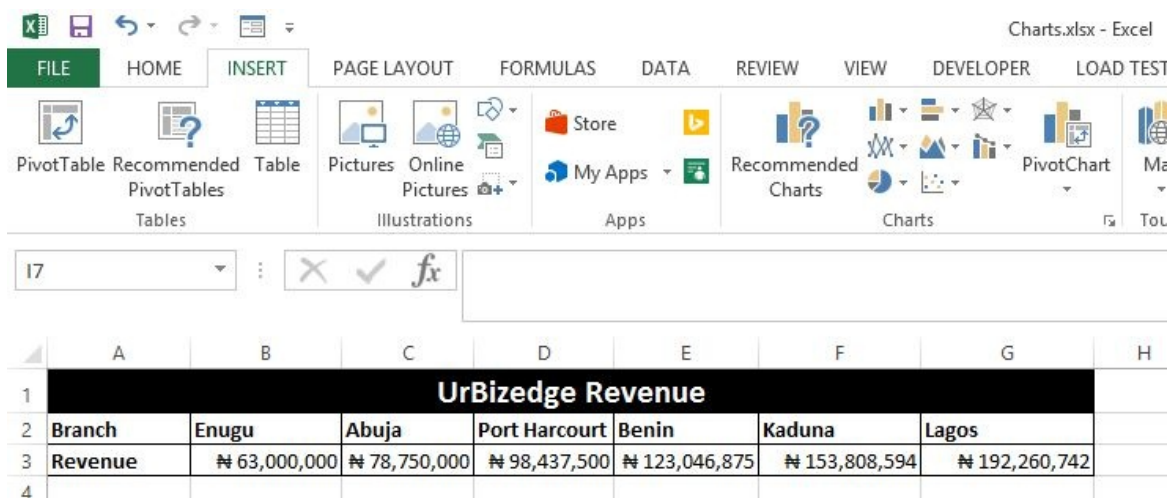 Charts.xlsx - Excel
FILE HOME INSERT PAGE LAYOUT FORMULAS DATA REVIEW VIEW DEVELOPER LOAD TEST
PivotTable Recommended PivotTables Table Pictures Online Pictures Store My Apps Recommended Charts PivotChart Ma
Tables Illustrations Apps Charts Tou
I7 fx
A B C D E F G H
1 UrBizedge Revenue
2 Branch Enugu Abuja Port Harcourt Benin Kaduna Lagos
3 Revenue ₦ 63,000,000 ₦ 78,750,000 ₦ 98,437,500 ₦ 123,046,875 ₦ 153,808,594 ₦ 192,260,742
4